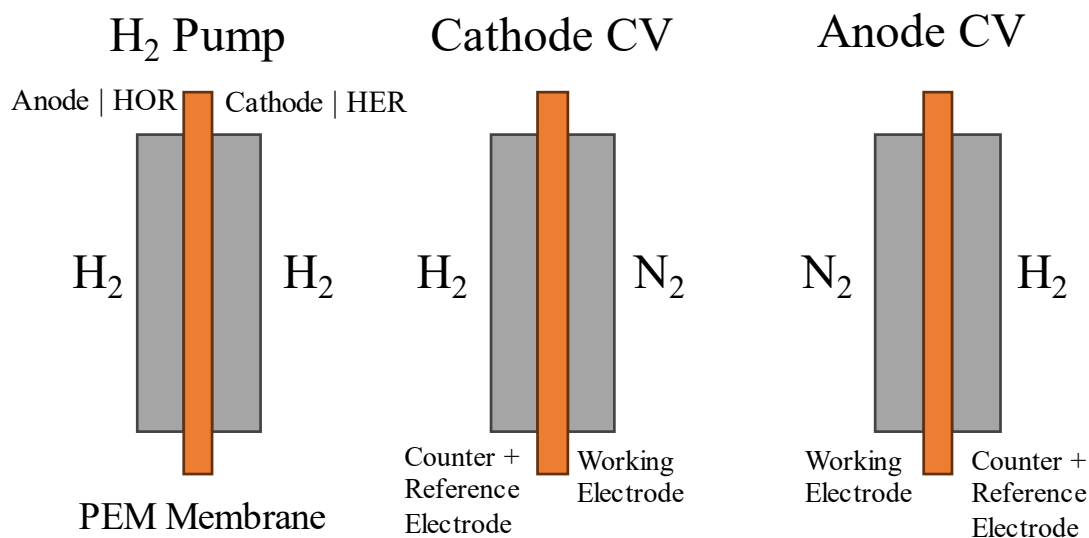 H₂ Pump
Anode | HOR
Cathode | HER
H₂
H₂
PEM Membrane
Cathode CV
H₂
N₂
Counter +
Reference
Electrode
Working
Electrode
Anode CV
N₂
H₂
Working
Electrode
Counter +
Reference
Electrode